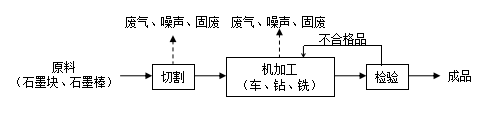 废气、噪声、固废
废气、噪声、固废
不合格品
原料
（石墨块、石墨棒）
切割
机加工
（车、钻、铣）
检验
成品